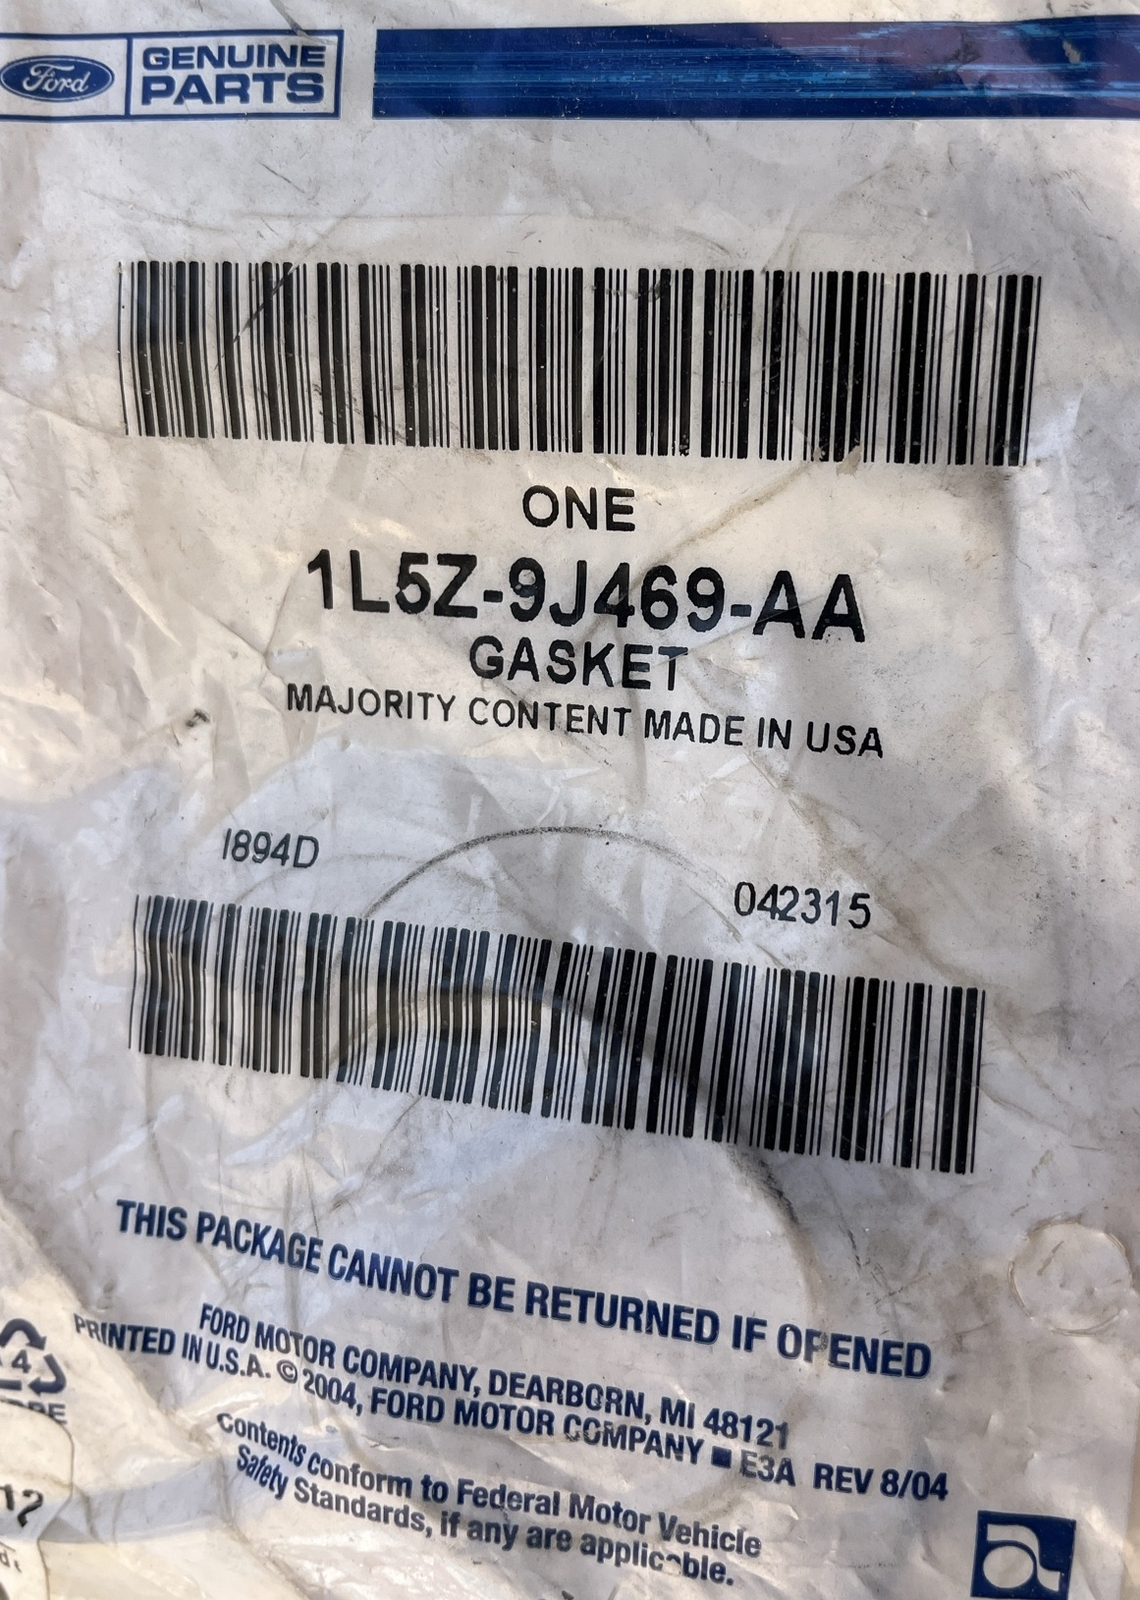 Ford
GENUINE
PARTS
ONE
1L5Z-9J469-AA
GASKET
MAJORITY CONTENT MADE IN USA
I894D
042315
THIS PACKAGE CANNOT BE RETURNED IF OPENED
FORD MOTOR COMPANY, DEARBORN, MI 48121
PRINTED IN U.S.A. © 2004, FORD MOTOR COMPANY ■ E3A REV 8/04
Contents conform to Federal Motor Vehicle
Safety Standards, if any are applicable.
4
12
a